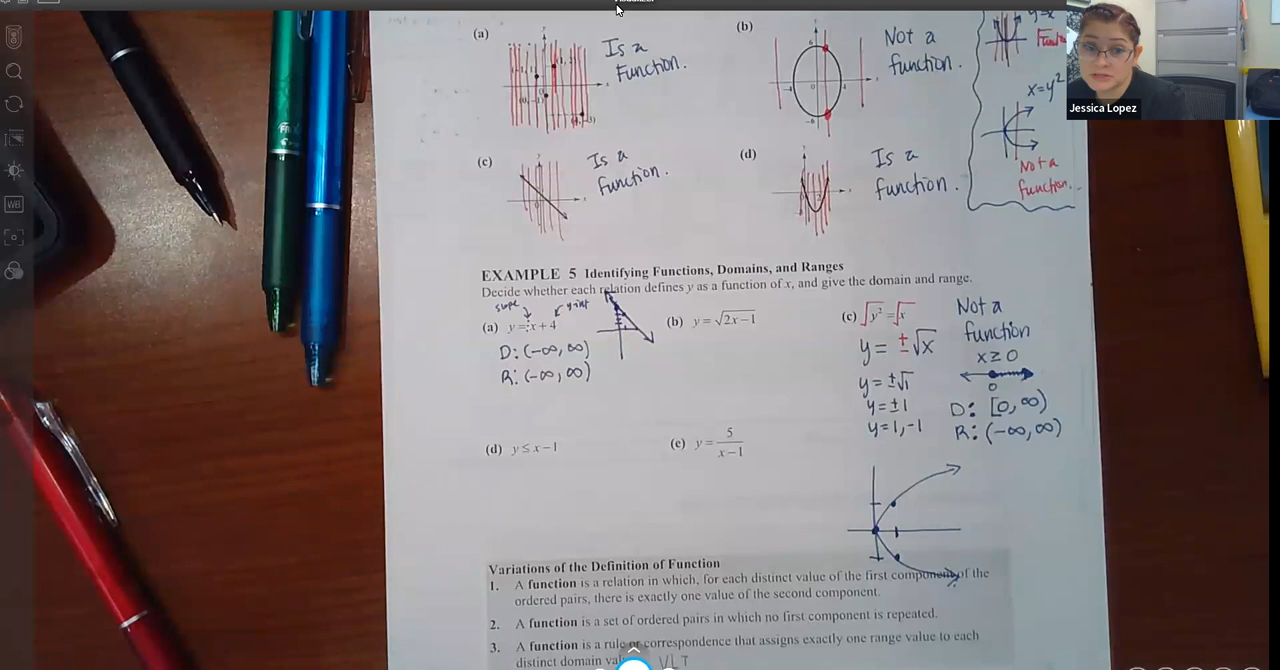 (a)
Is a
Function.
(b)
Not a
function.
Jessica Lopez
x=y²
Not a
function.
(c)
Is a
Function.
(d)
Is a
function.
EXAMPLE 5 Identifying Functions, Domains, and Ranges
Decide whether each relation defines y as a function of x, and give the domain and range.
slope
y int
(a) y = x + 4
D: (-∞, ∞)
R: (-∞, ∞)
(b) y = √2x−1
(c) √y² = √x
y = ±√x
y = ±√1
y = ±1
y = 1, -1
Not a
function
x ≥ 0
0
D: [0, ∞)
R: (-∞, ∞)
(d) y ≤ x − 1
(e) y = 5/(x−1)
Variations of the Definition of Function
1. A function is a relation in which, for each distinct value of the first component of the
ordered pairs, there is exactly one value of the second component.
2. A function is a set of ordered pairs in which no first component is repeated.
3. A function is a rule or correspondence that assigns exactly one range value to each
distinct domain
VLT
WB